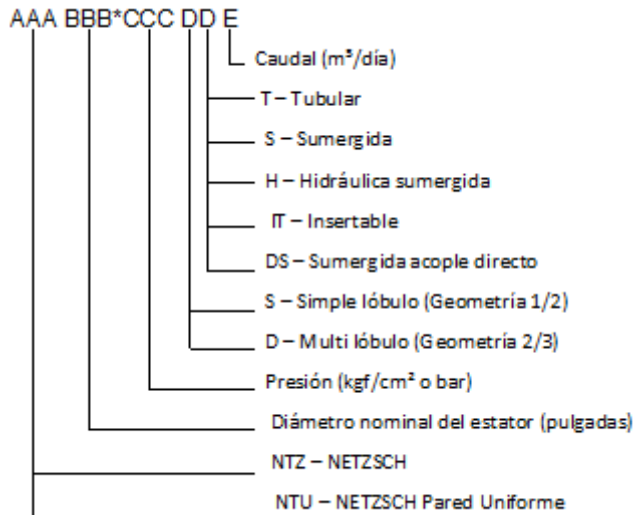 AAA BBB*CCC DD E
Caudal (m³/día)
T – Tubular
S – Sumergida
H – Hidráulica sumergida
IT – Insertable
DS – Sumergida acople directo
S – Simple lóbulo (Geometría 1/2)
D – Multi lóbulo (Geometría 2/3)
Presión (kgf/cm² o bar)
Diámetro nominal del estator (pulgadas)
NTZ – NETZSCH
NTU – NETZSCH Pared Uniforme